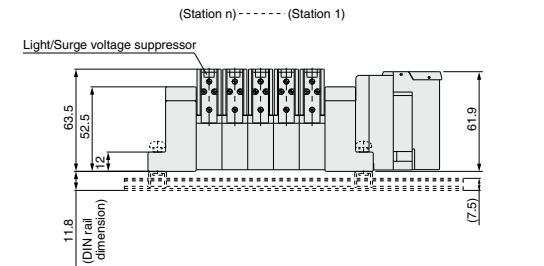 (Station n) - - - - - - (Station 1)
Light/Surge voltage suppressor
63.5
52.5
12
61.9
11.8
(DIN rail
dimension)
(7.5)